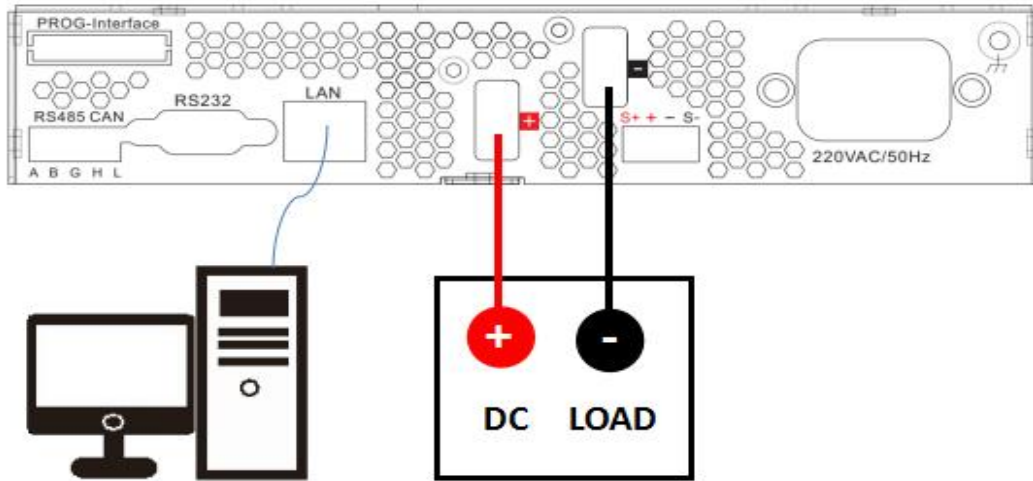 PROG-Interface
RS485 CAN
RS232
LAN
A B G H L
+
-
S+ + - S-
220VAC/50Hz
+ -
DC LOAD